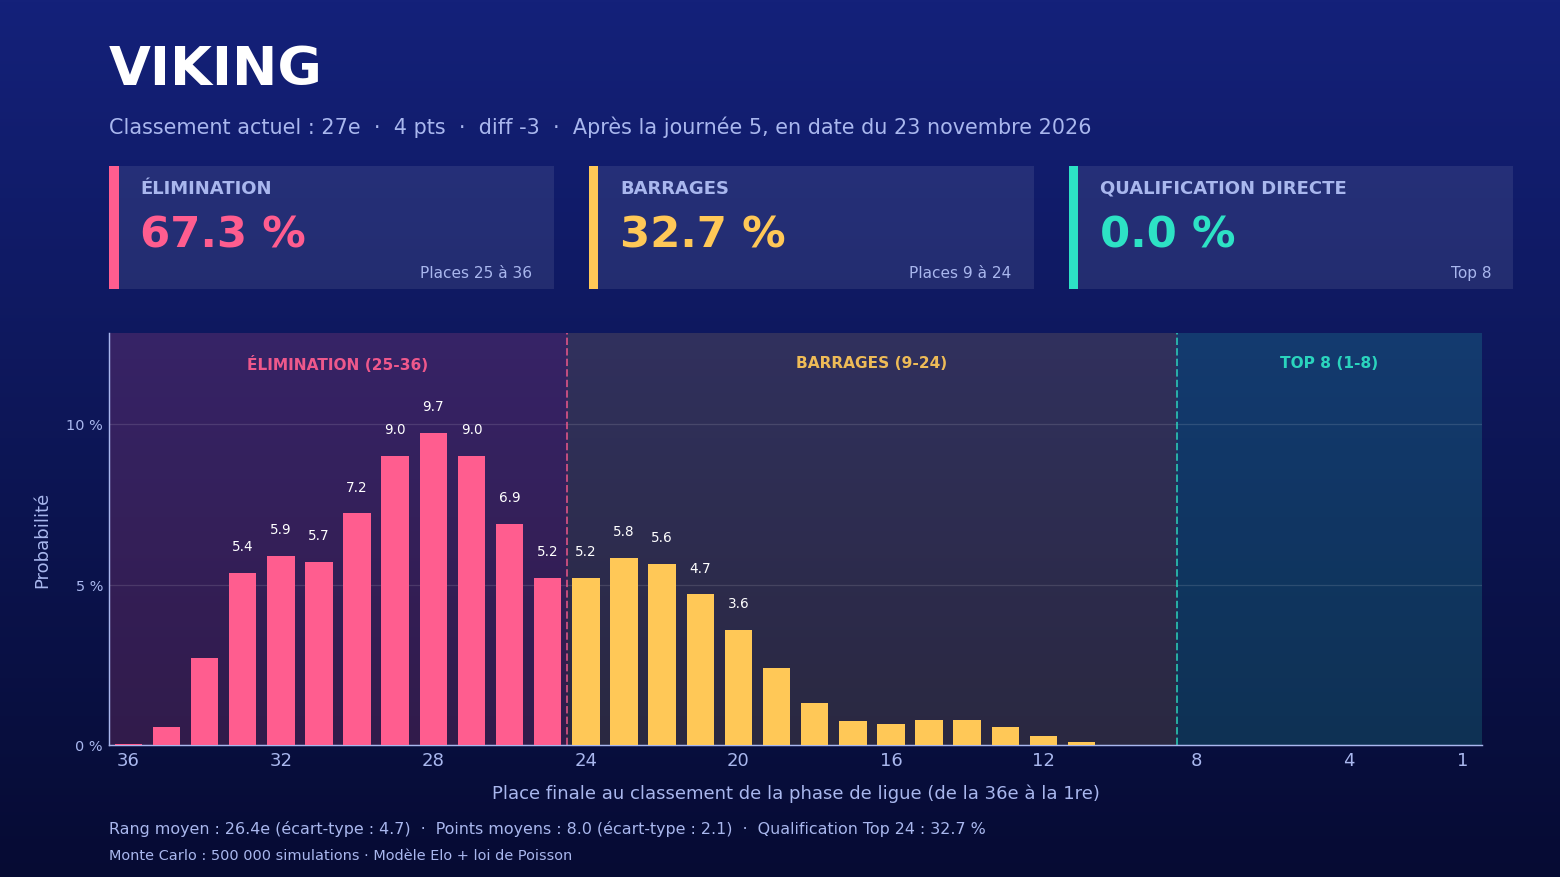 VIKING
Classement actuel : 27e · 4 pts · diff -3 · Après la journée 5, en date du 23 novembre 2026
ÉLIMINATION
67.3 %
Places 25 à 36
BARRAGES
32.7 %
Places 9 à 24
QUALIFICATION DIRECTE
0.0 %
Top 8
ÉLIMINATION (25-36)
BARRAGES (9-24)
TOP 8 (1-8)
Probabilité
10 %
5 %
0 %
5.4
5.9
5.7
7.2
9.0
9.7
9.0
6.9
5.2
5.2
5.8
5.6
4.7
3.6
36 32 28 24 20 16 12 8 4 1
Place finale au classement de la phase de ligue (de la 36e à la 1re)
Rang moyen : 26.4e (écart-type : 4.7) · Points moyens : 8.0 (écart-type : 2.1) · Qualification Top 24 : 32.7 %
Monte Carlo : 500 000 simulations · Modèle Elo + loi de Poisson